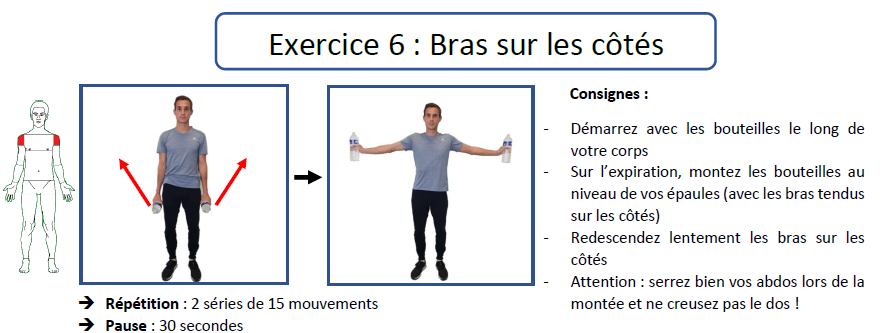 Exercice 6 : Bras sur les côtés
Consignes :
- Démarrez avec les bouteilles le long de
votre corps
- Sur l’expiration, montez les bouteilles au
niveau de vos épaules (avec les bras tendus
sur les côtés)
- Redescendez lentement les bras sur les
côtés
- Attention : serrez bien vos abdos lors de la
montée et ne creusez pas le dos !
➔ Répétition : 2 séries de 15 mouvements
➔ Pause : 30 secondes